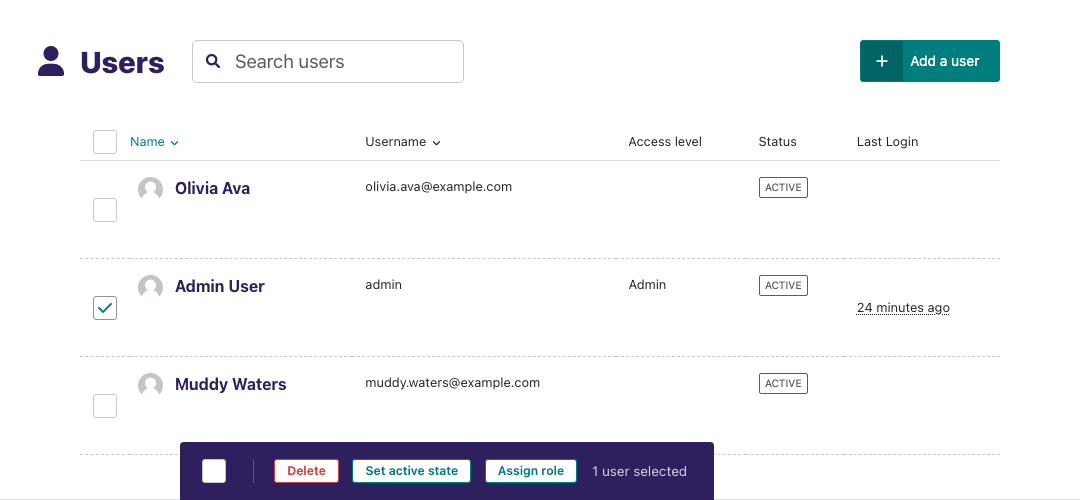 Users
Search users
+ Add a user
Name Username Access level Status Last Login
Olivia Ava olivia.ava@example.com ACTIVE
Admin User admin Admin ACTIVE
24 minutes ago
Muddy Waters muddy.waters@example.com ACTIVE
Delete Set active state Assign role 1 user selected